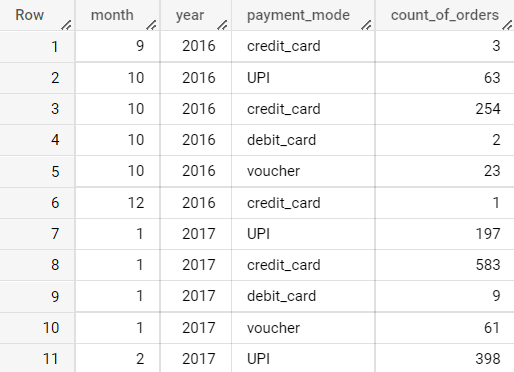 Row month year payment_mode count_of_orders
1 9 2016 credit_card 3
2 10 2016 UPI 63
3 10 2016 credit_card 254
4 10 2016 debit_card 2
5 10 2016 voucher 23
6 12 2016 credit_card 1
7 1 2017 UPI 197
8 1 2017 credit_card 583
9 1 2017 debit_card 9
10 1 2017 voucher 61
11 2 2017 UPI 398